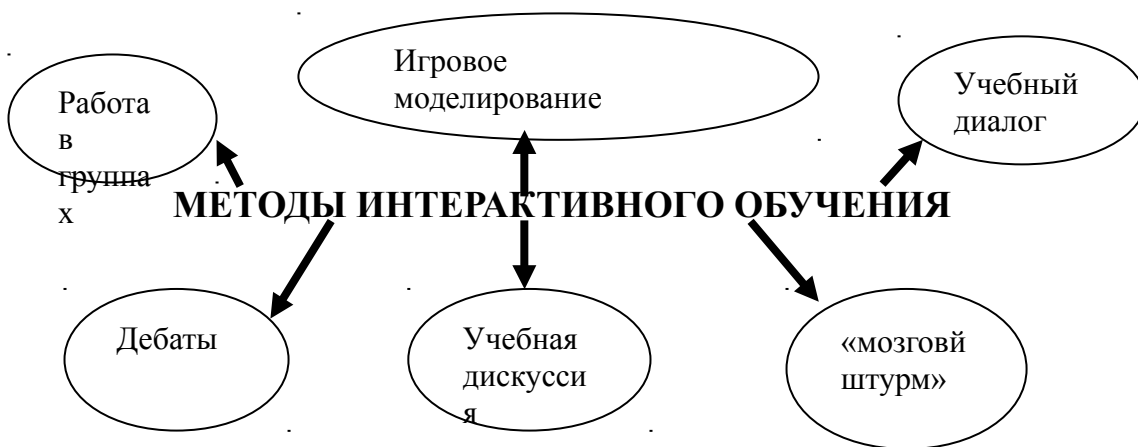 Игровое
моделирование
Работа
в
группа
х
Учебный
диалог
МЕТОДЫ ИНТЕРАКТИВНОГО ОБУЧЕНИЯ
Дебаты
Учебная
дискусси
я
«мозговй
штурм»